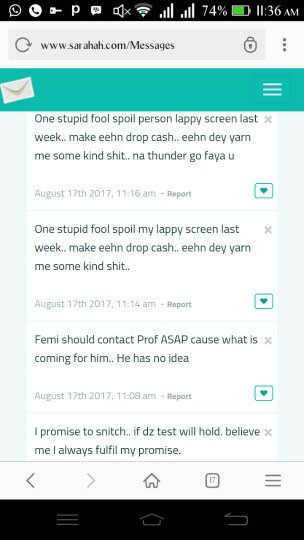 74% 11:36 AM
www.sarahah.com/Messages
One stupid fool spoil person lappy screen last
week.. make eehn drop cash.. eehn dey yarn
me some kind shit.. na thunder go faya u
August 17th 2017, 11:16 am - Report
One stupid fool spoil my lappy screen last
week.. make eehn drop cash.. eehn dey yarn
me some kind shit..
August 17th 2017, 11:14 am - Report
Femi should contact Prof ASAP cause what is
coming for him.. He has no idea
August 17th 2017, 11:08 am - Report
I promise to snitch.. if dz test will hold. believe
me I always fulfil my promise.
17